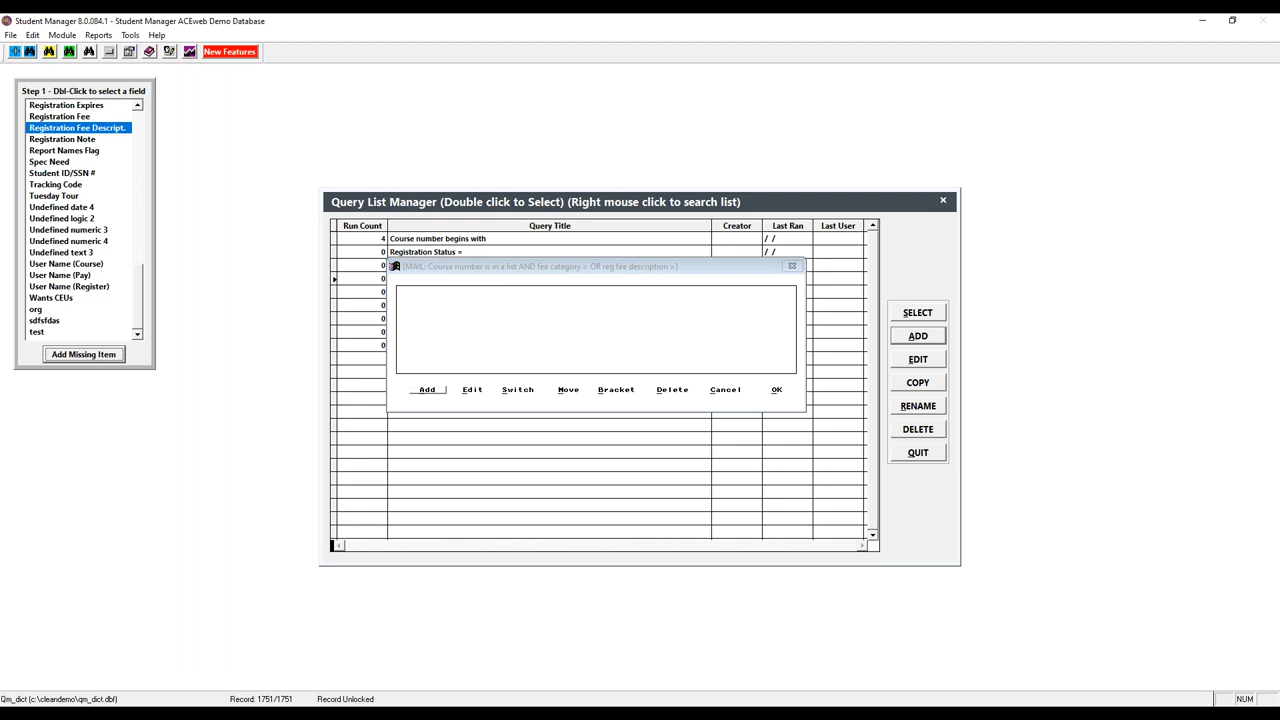 Student Manager 8.0.084.1 - Student Manager ACEweb Demo Database
File Edit Module Reports Tools Help
New Features
Step 1 - Dbl-Click to select a field
Registration Expires
Registration Fee
Registration Fee Descript.
Registration Note
Report Names Flag
Spec Need
Student ID/SSN #
Tracking Code
Tuesday Tour
Undefined date 4
Undefined logic 2
Undefined numeric 3
Undefined numeric 4
Undefined text 3
User Name (Course)
User Name (Pay)
User Name (Register)
Wants CEUs
org
sdfsfdas
test
Add Missing Item
Query List Manager (Double click to Select) (Right mouse click to search list)
Run Count Query Title Creator Last Ran Last User
4 Course number begins with / /
0 Registration Status = / /
0
0
0
0
0
0
0
[MAIL: Course number is in a list AND fee category = OR reg fee description =]
Add Edit Switch Move Bracket Delete Cancel OK
SELECT
ADD
EDIT
COPY
RENAME
DELETE
QUIT
Qm_dict (c:\cleandemo\qm_dict.dbf) Record: 1751/1751 Record Unlocked NUM